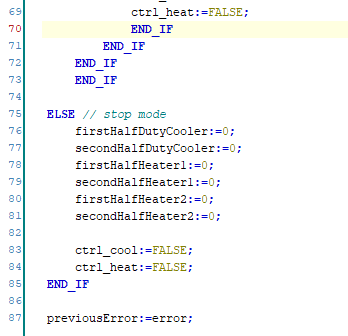 69 ctrl_heat:=FALSE;
70 END_IF
71 END_IF
72 END_IF
73 END_IF
74
75 ELSE // stop mode
76 firstHalfDutyCooler:=0;
77 secondHalfDutyCooler:=0;
78 firstHalfHeater1:=0;
79 secondHalfHeater1:=0;
80 firstHalfHeater2:=0;
81 secondHalfHeater2:=0;
82
83 ctrl_cool:=FALSE;
84 ctrl_heat:=FALSE;
85 END_IF
86
87 previousError:=error;